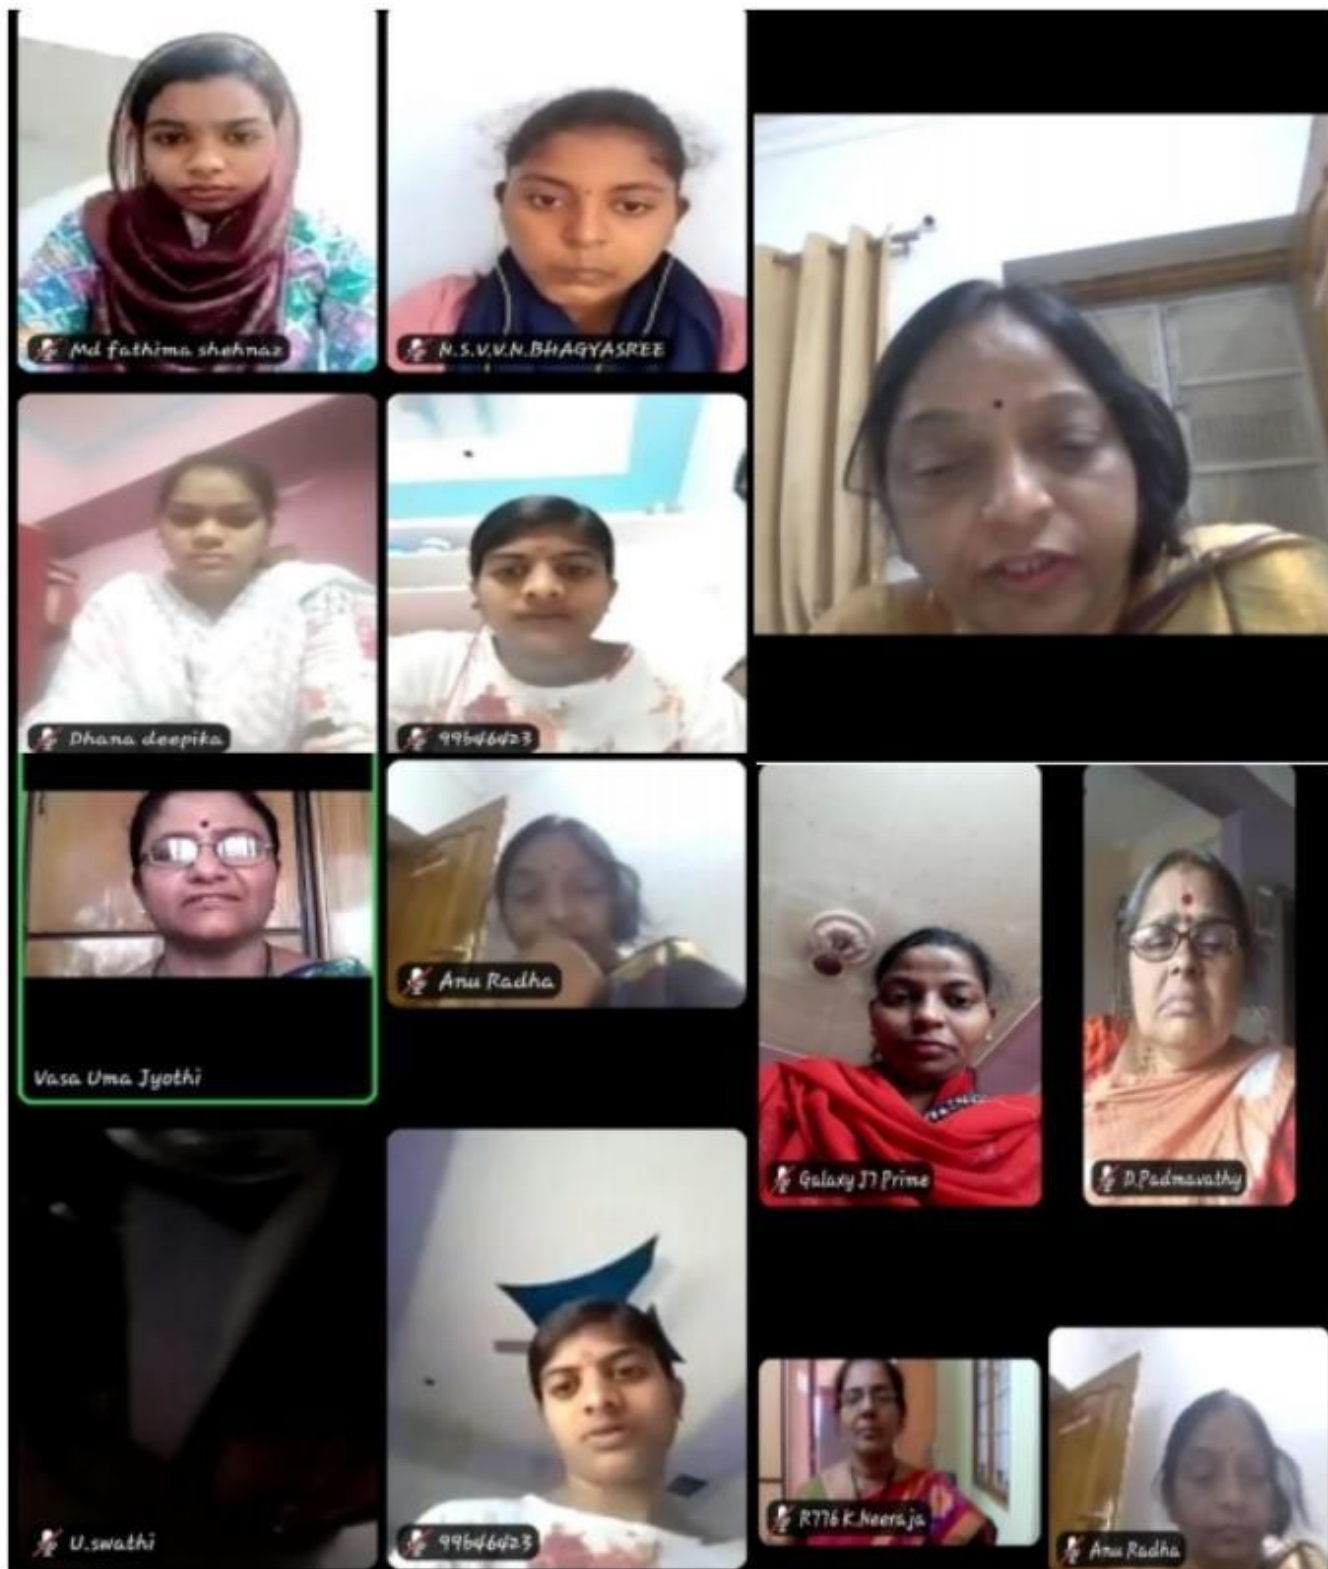 Md fathima shehnaz
N.S.V.V.N.BHAGYASREE
Dhana deepika
99646423
Vasa Uma Jyothi
Anu Radha
Galaxy J7 Prime
D.Padmavathy
U.swathi
99646423
R776 K.Neeraja
Anu Radha